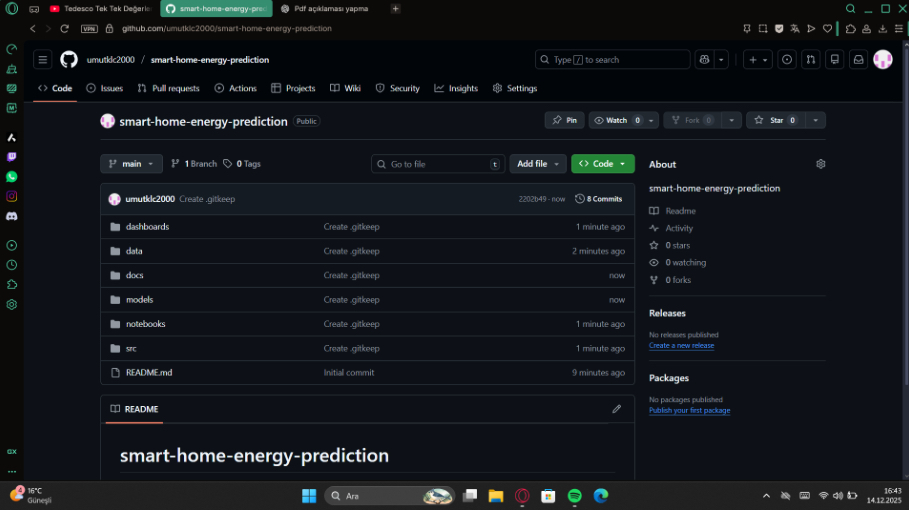 Tedesco Tek Tek Değerle
smart-home-energy-pred
Pdf açıklaması yapma
VPN
github.com/umutklc2000/smart-home-energy-prediction
umutklc2000 / smart-home-energy-prediction
Type / to search
Code
Issues
Pull requests
Actions
Projects
Wiki
Security
Insights
Settings
smart-home-energy-prediction Public
Pin
Watch 0
Fork 0
Star 0
main
1 Branch
0 Tags
Go to file t
Add file
Code
About
smart-home-energy-prediction
Readme
Activity
0 stars
0 watching
0 forks
umutklc2000 Create .gitkeep 2202b49 · now 8 Commits
dashboards Create .gitkeep 1 minute ago
data Create .gitkeep 2 minutes ago
docs Create .gitkeep now
models Create .gitkeep now
notebooks Create .gitkeep 1 minute ago
src Create .gitkeep 1 minute ago
README.md Initial commit 9 minutes ago
Releases
No releases published
Create a new release
Packages
No packages published
Publish your first package
README
smart-home-energy-prediction
4
16°C
Güneşli
Ara
16:43
14.12.2025